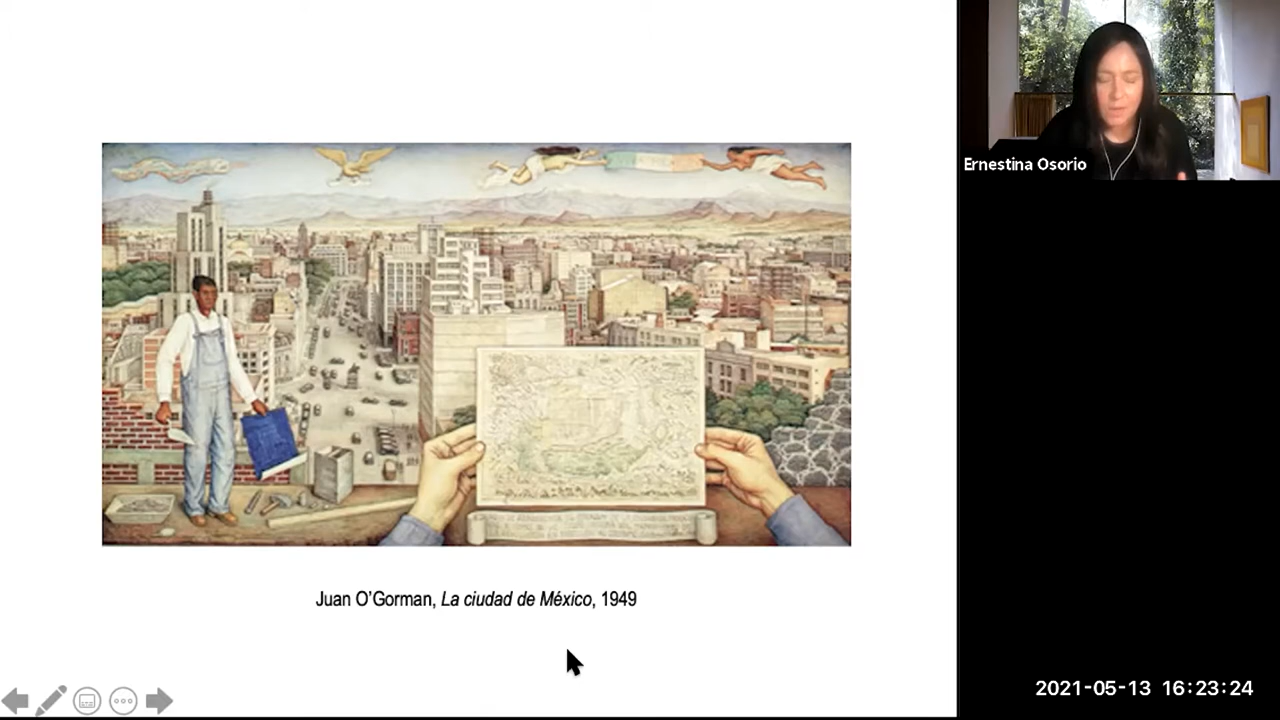 Ernestina Osorio
Juan O'Gorman, La ciudad de México, 1949
2021-05-13 16:23:24